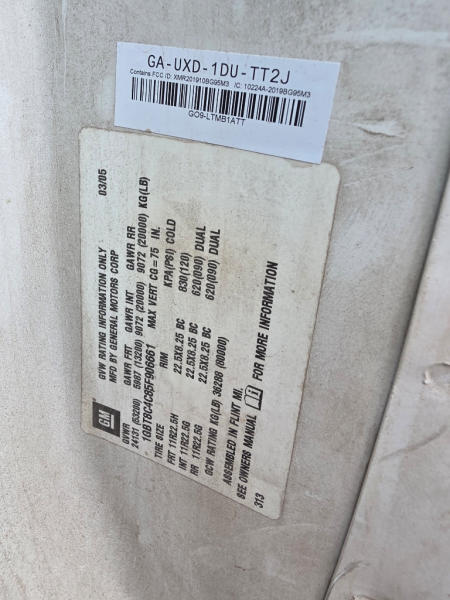 GA-UXD-1DU-TT2J
Contains FCC ID: XMR201910BG95M3 IC: 10224A-2019BG95M3
GO9-LTMB1ATT
GM
GVW RATING INFORMATION ONLY 03/05
MFD BY GENERAL MOTORS CORP
GVWR GAWR FRT GAWR INT GAWR RR
24131 (53200) 5987 (13200) 9072 (20000) 9072 (20000) KG(LB)
1GBT8C4C85F906661 MAX VERT CG = 75 IN.
TIRE SIZE RIM KPA(PSI) COLD
FRT 11R22.5H 22.5X8.25 BC 830(120)
INT 11R22.5G 22.5X8.25 BC 620(090) DUAL
RR 11R22.5G 22.5X8.25 BC 620(090) DUAL
GCW RATING KG(LB) 36288 (80000)
ASSEMBLED IN FLINT MI.
SEE OWNERS MANUAL FOR MORE INFORMATION
313